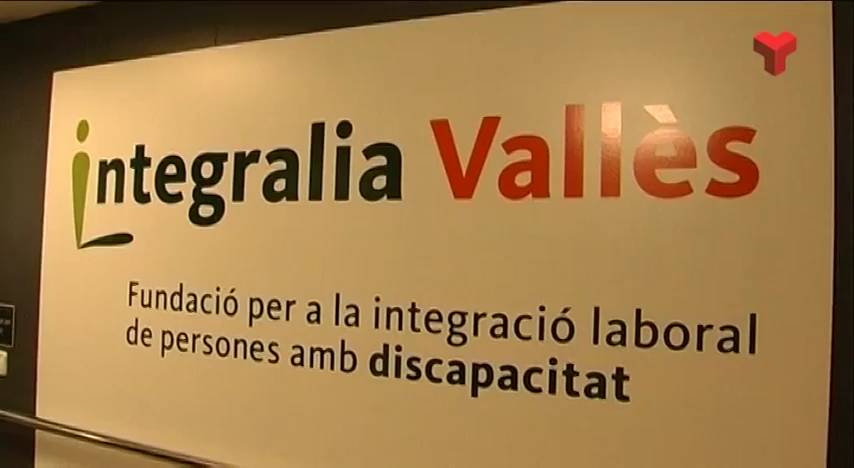 integralia Vallès
Fundació per a la integració laboral
de persones amb discapacitat